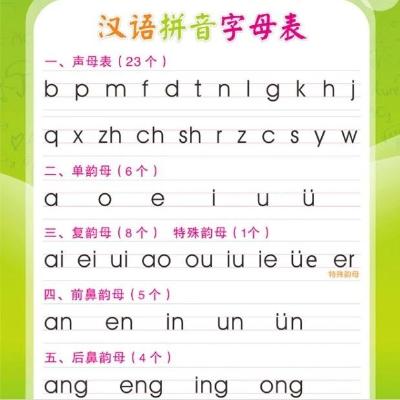 汉语拼音字母表
一、声母表（23个）
b p m f d t n l g k h j
q x zh ch sh r z c s y w
二、单韵母（6个）
a o e i u ü
三、复韵母（8个） 特殊韵母（1个）
ai ei ui ao ou iu ie üe er
特殊韵母
四、前鼻韵母（5个）
an en in un ün
五、后鼻韵母（4个）
ang eng ing ong